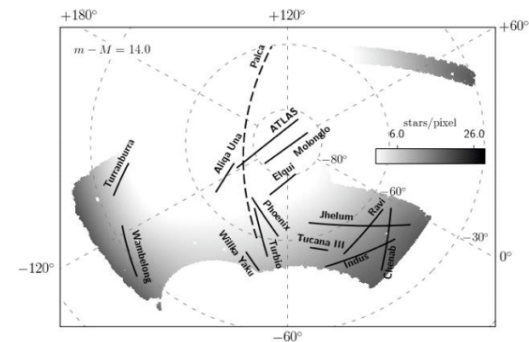 +180°
+120°
+60°
m − M = 14.0
Palca
ATLAS
Molonglo
stars/pixel
6.0
26.0
Aliqa Una
Turranburra
Elqui
−80°
−60°
Phoenix
Ravi
Jhelum
Wambelong
Willka Yaku
Turbio
Tucana III
Indus
Chenab
−30°
0°
−120°
−60°